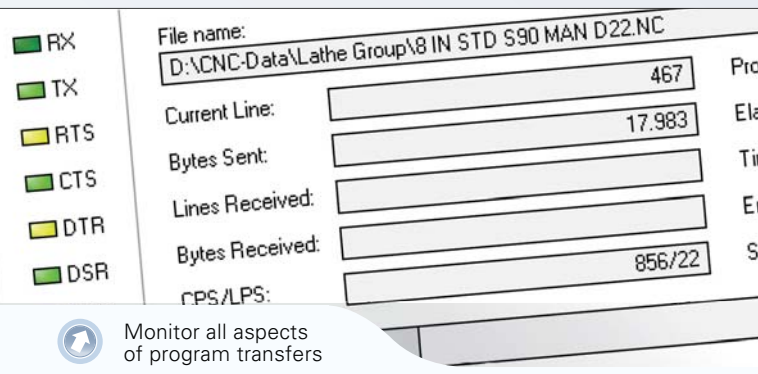 RX
TX
RTS
CTS
DTR
DSR
File name:
D:\CNC-Data\Lathe Group\8 IN STD S90 MAN D22.NC
Current Line:
467
Bytes Sent:
17.983
Lines Received:
Bytes Received:
CPS/LPS:
856/22
Monitor all aspects
of program transfers